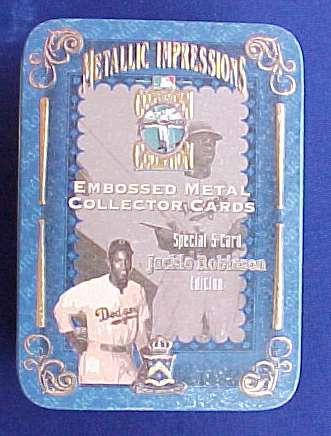 METALLIC IMPRESSIONS
COOPERSTOWN
COLLECTION
EMBOSSED METAL
COLLECTOR CARDS
Special 5-Card
Jackie Robinson
Edition
Dodgers